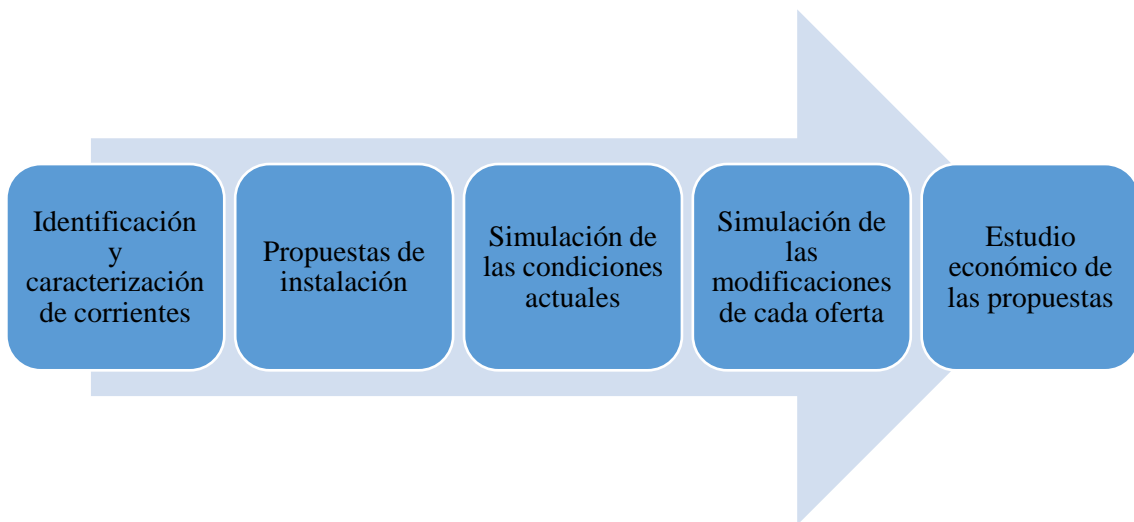 Identificación
y
caracterización
de corrientes
Propuestas de
instalación
Simulación de
las condiciones
actuales
Simulación de
las
modificaciones
de cada oferta
Estudio
económico de
las propuestas